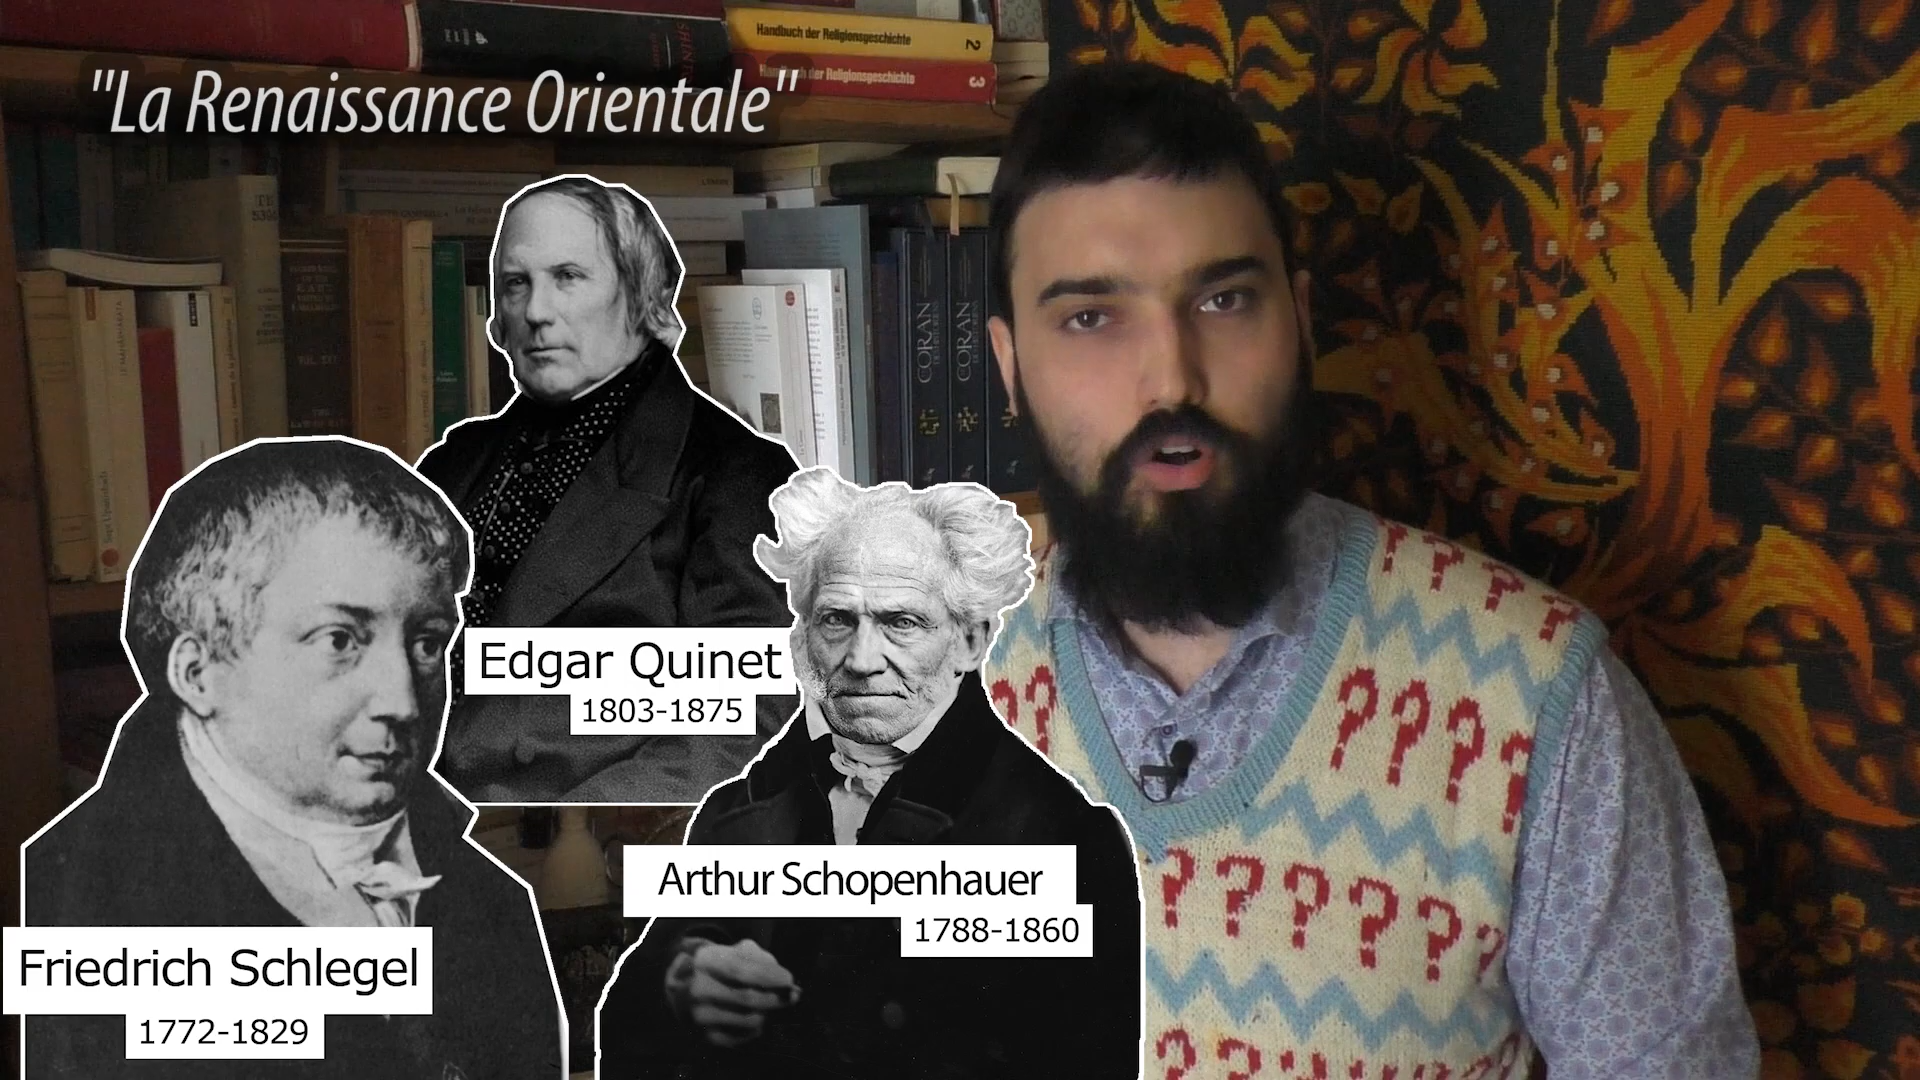 Handbuch der Religionsgeschichte
2
Handbuch der Religionsgeschichte
3
"La Renaissance Orientale"
CORAN
CORAN
Edgar Quinet
1803-1875
Arthur Schopenhauer
1788-1860
Friedrich Schlegel
1772-1829
? ? ? ?
? ? ? ?
? ? ? ? ? ?